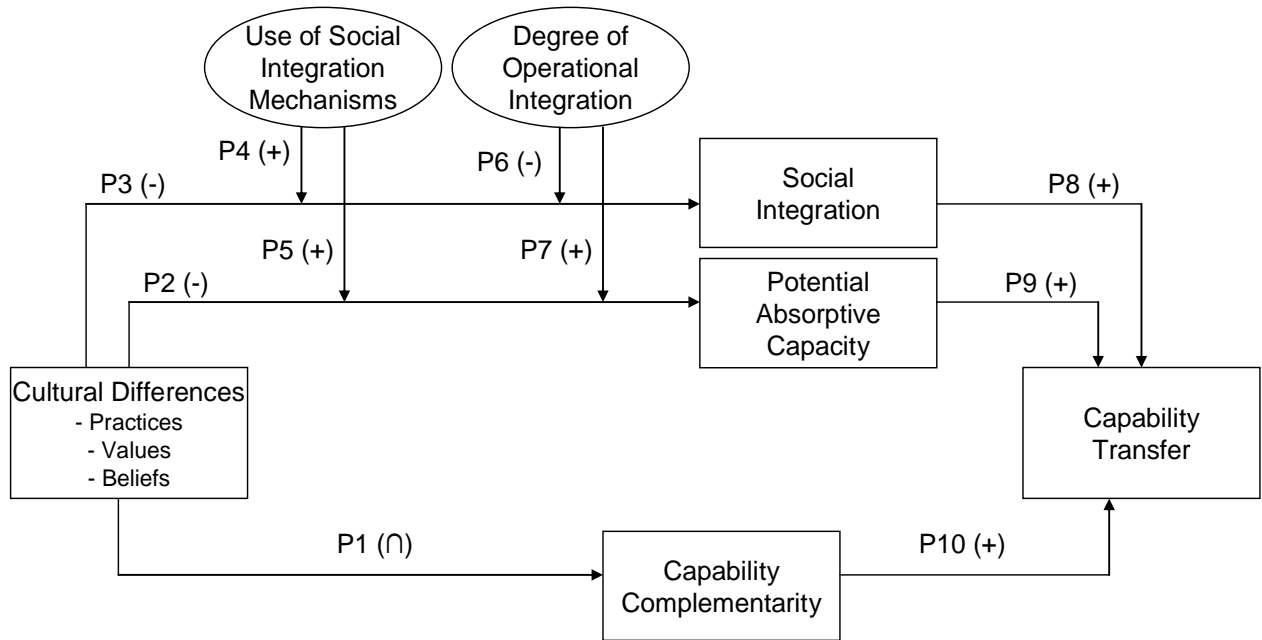 Use of Social
Integration
Mechanisms
Degree of
Operational
Integration
P4 (+)
P6 (-)
P3 (-)
Social
Integration
P8 (+)
P5 (+)
P7 (+)
P2 (-)
Potential
Absorptive
Capacity
P9 (+)
Cultural Differences
- Practices
- Values
- Beliefs
Capability
Transfer
P1 (∩)
P10 (+)
Capability
Complementarity